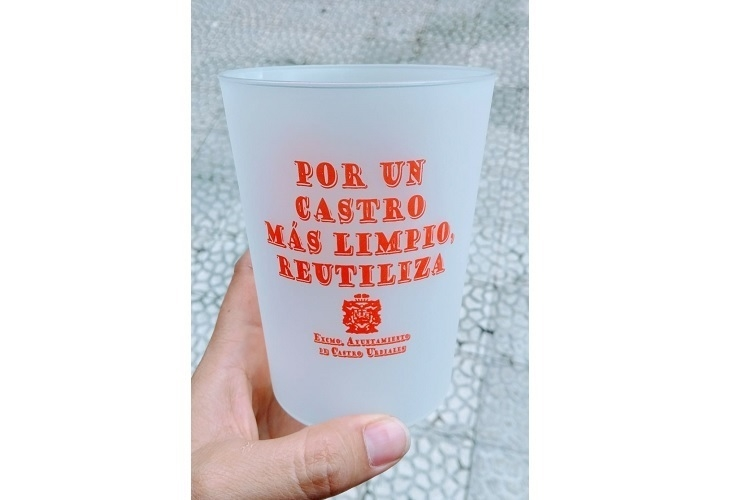 POR UN
CASTRO
MÁS LIMPIO,
REUTILIZA
EXCMO. AYUNTAMIENTO
DE CASTRO URDIALES